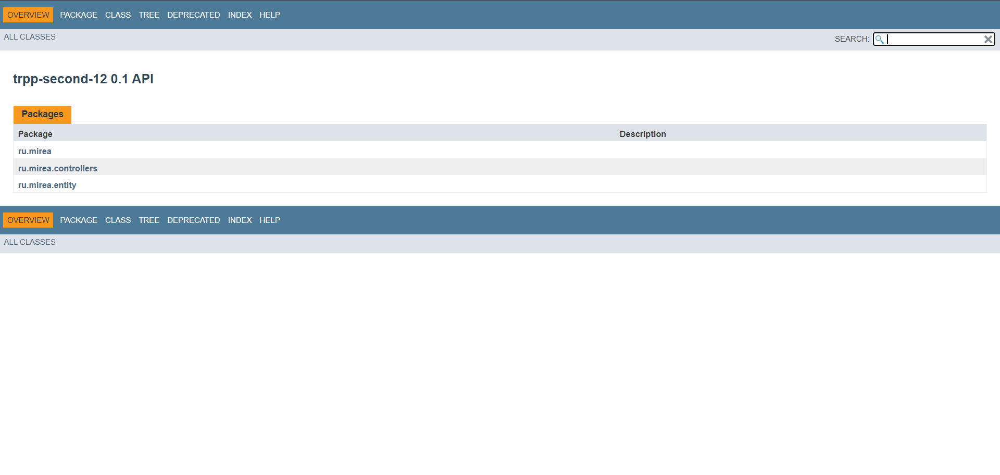 OVERVIEW PACKAGE CLASS TREE DEPRECATED INDEX HELP
ALL CLASSES SEARCH:
trpp-second-12 0.1 API
Packages
Package Description
ru.mirea
ru.mirea.controllers
ru.mirea.entity
OVERVIEW PACKAGE CLASS TREE DEPRECATED INDEX HELP
ALL CLASSES